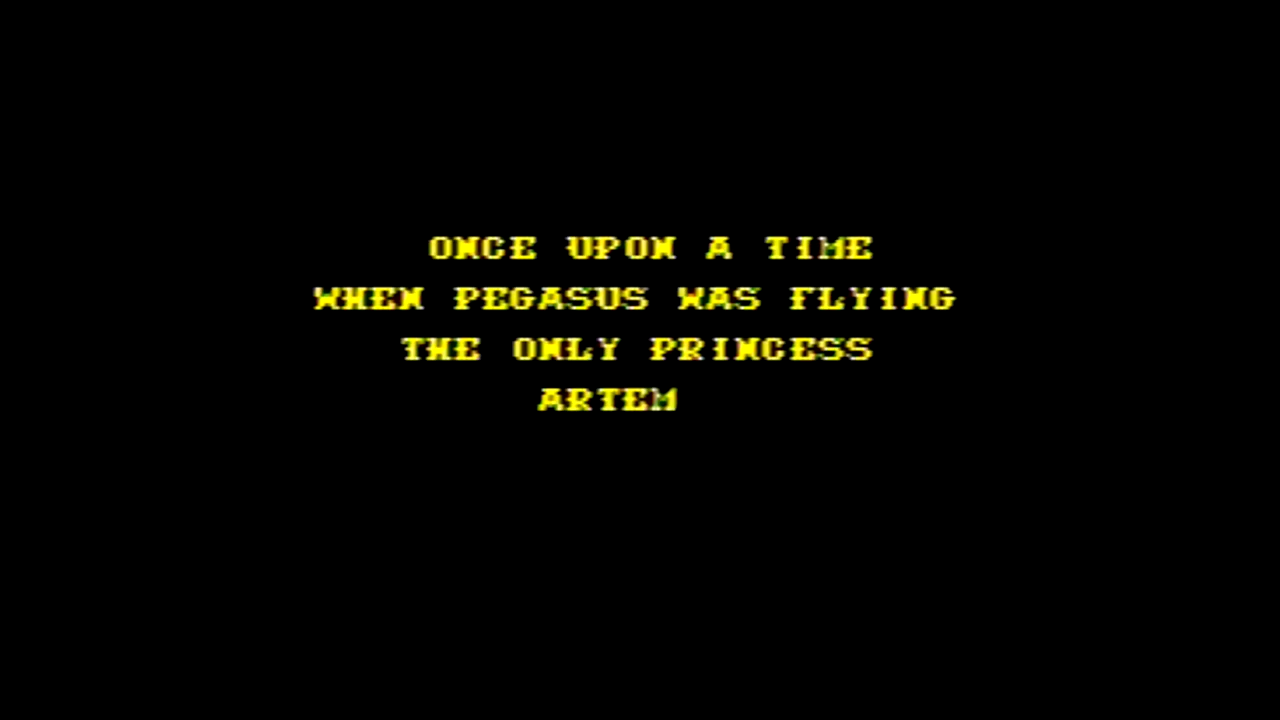 ONCE UPON A TIME
WHEN PEGASUS WAS FLYING
THE ONLY PRINCESS
ARTEM